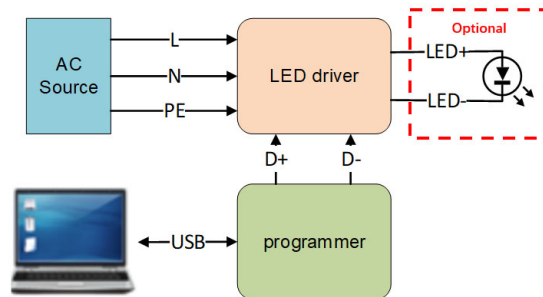 Optional
AC
Source
L
N
PE
LED driver
LED+
LED-
D+
D-
USB
programmer